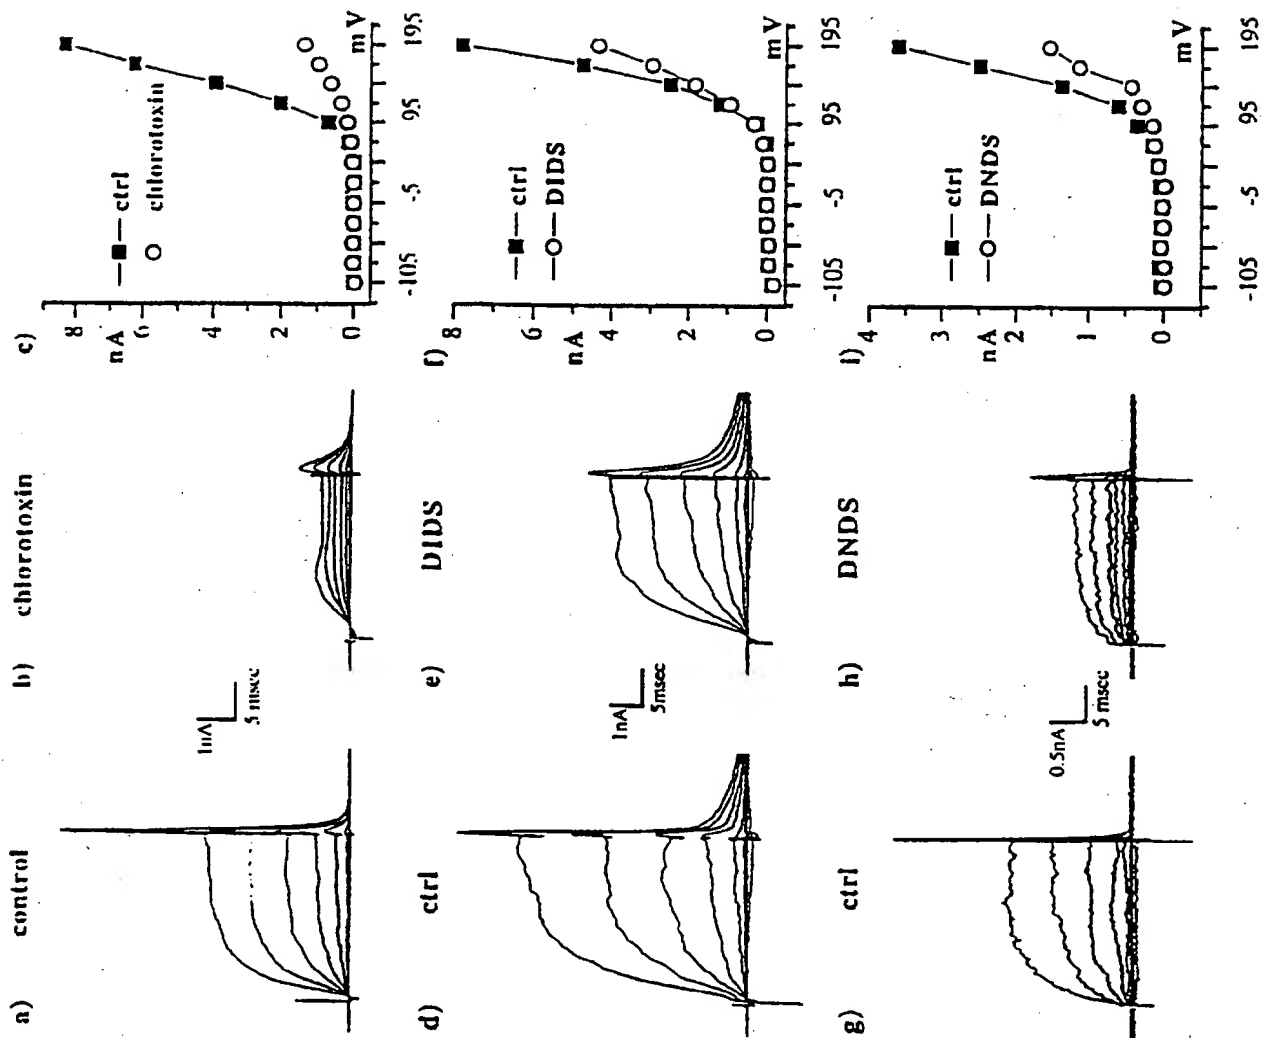 a) control
1nA
5 msec
b) chlorotoxin
c)
8
nA
6
4
2
0
ctrl
chlorotoxin
-105
-5
95
195
mV
d) ctrl
1nA
5msec
e) DIDS
f)
8
6
nA
4
2
0
ctrl
DIDS
-105
-5
95
195
mV
g) ctrl
0.5nA
5 msec
h) DNDS
i)
4
3
nA
2
1
0
ctrl
DNDS
-105
-5
95
195
mV